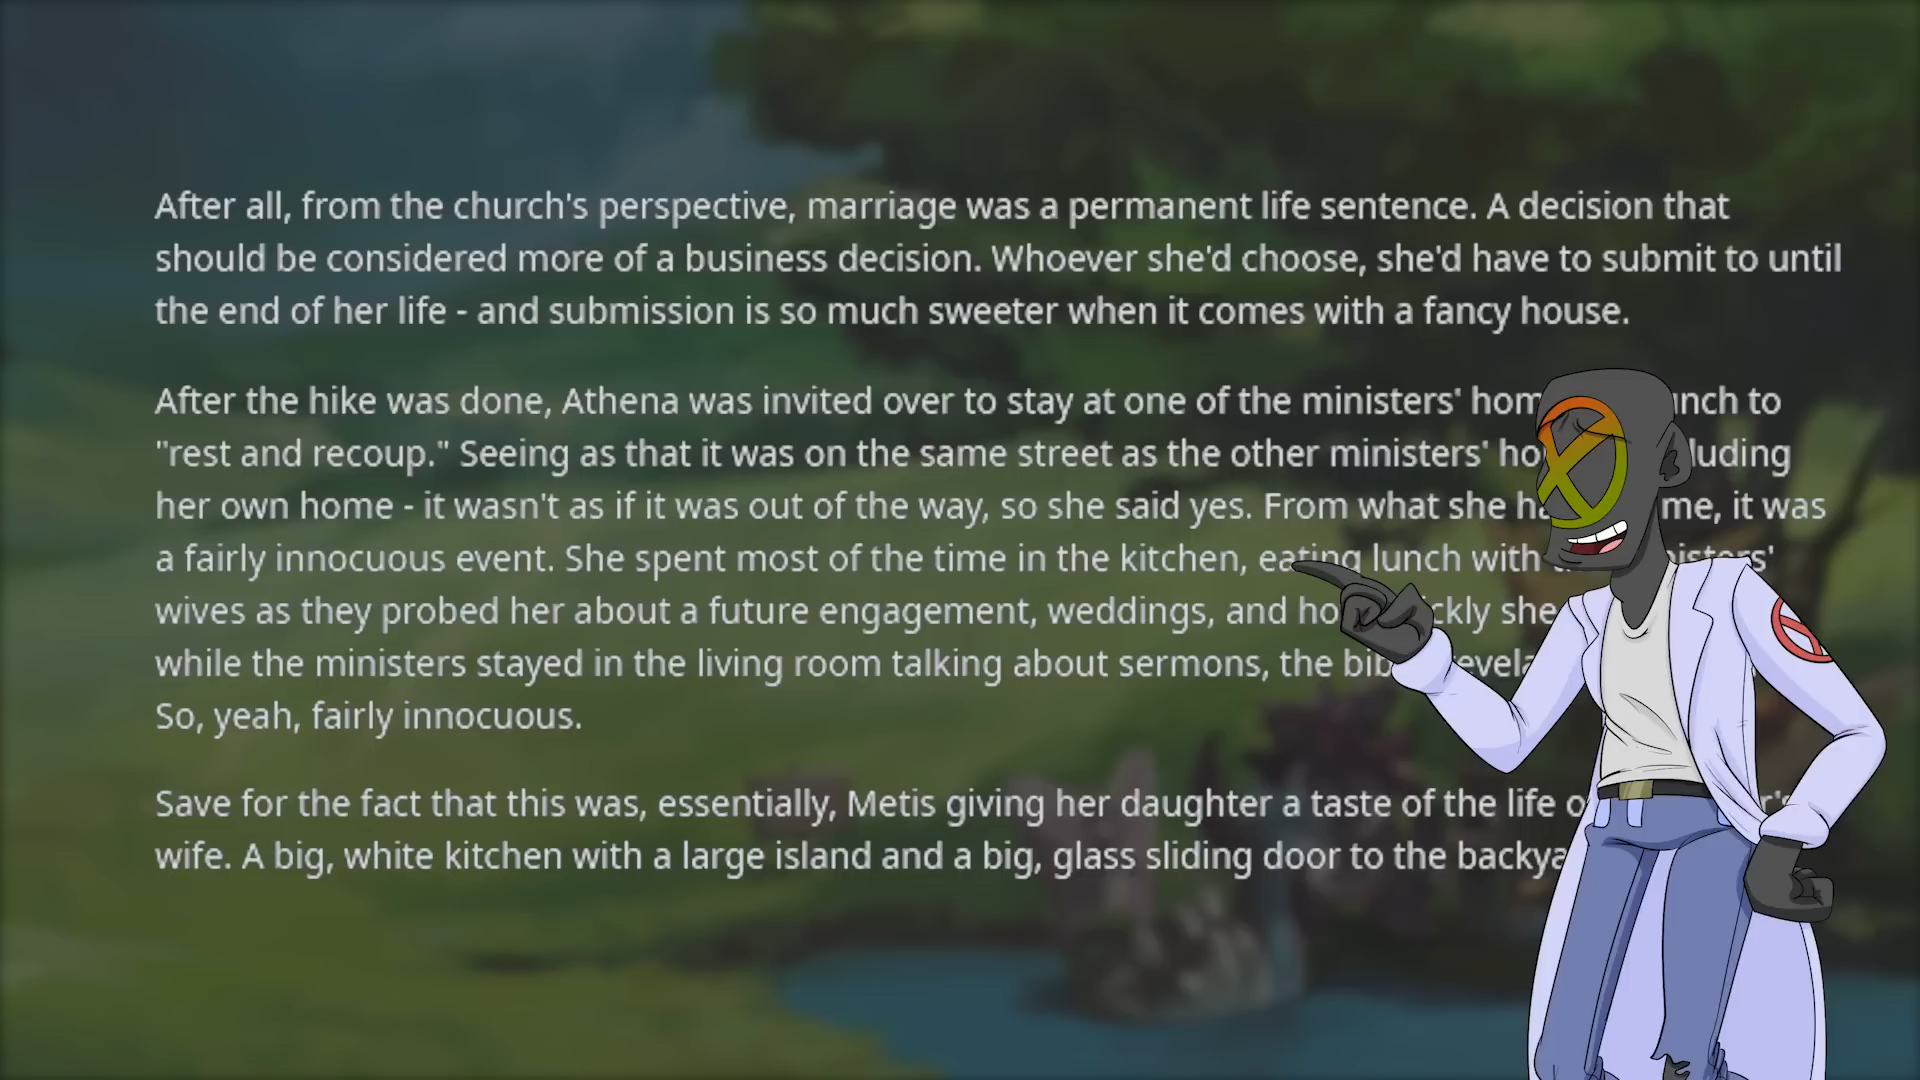 After all, from the church's perspective, marriage was a permanent life sentence. A decision that
should be considered more of a business decision. Whoever she'd choose, she'd have to submit to until
the end of her life - and submission is so much sweeter when it comes with a fancy house.
After the hike was done, Athena was invited over to stay at one of the ministers' to
"rest and recoup." Seeing as that it was on the same street as the other ministers'
her own home - it wasn't as if it was out of the way, so she said yes. From what she me, it was
a fairly innocuous event. She spent most of the time in the kitchen, eating lunch with
wives as they probed her about a future engagement, weddings, and she
while the ministers stayed in the living room talking about sermons, the
So, yeah, fairly innocuous.
Save for the fact that this was, essentially, Metis giving her daughter a taste of the life
wife. A big, white kitchen with a large island and a big, glass sliding door to the